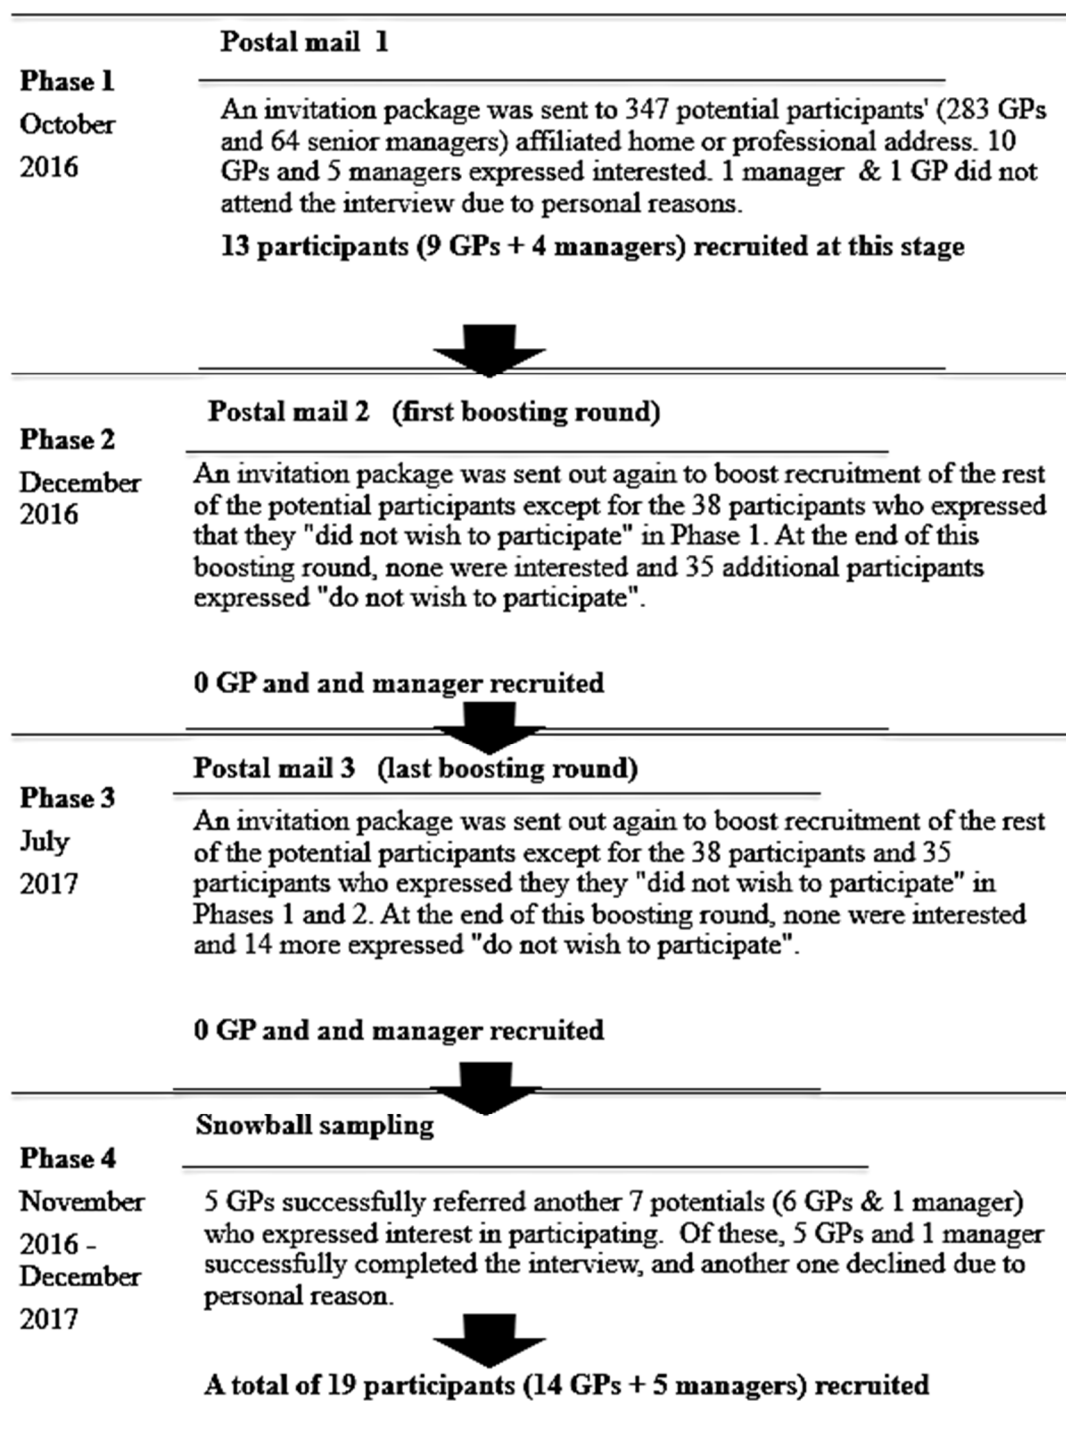 Postal mail 1
Phase 1
October
2016
An invitation package was sent to 347 potential participants' (283 GPs
and 64 senior managers) affiliated home or professional address. 10
GPs and 5 managers expressed interested. 1 manager & 1 GP did not
attend the interview due to personal reasons.
13 participants (9 GPs + 4 managers) recruited at this stage
Postal mail 2 (first boosting round)
Phase 2
December
2016
An invitation package was sent out again to boost recruitment of the rest
of the potential participants except for the 38 participants who expressed
that they "did not wish to participate" in Phase 1. At the end of this
boosting round, none were interested and 35 additional participants
expressed "do not wish to participate".
0 GP and and manager recruited
Postal mail 3 (last boosting round)
Phase 3
July
2017
An invitation package was sent out again to boost recruitment of the rest
of the potential participants except for the 38 participants and 35
participants who expressed they they "did not wish to participate" in
Phases 1 and 2. At the end of this boosting round, none were interested
and 14 more expressed "do not wish to participate".
0 GP and and manager recruited
Snowball sampling
Phase 4
November
2016 -
December
2017
5 GPs successfully referred another 7 potentials (6 GPs & 1 manager)
who expressed interest in participating. Of these, 5 GPs and 1 manager
successfully completed the interview, and another one declined due to
personal reason.
A total of 19 participants (14 GPs + 5 managers) recruited